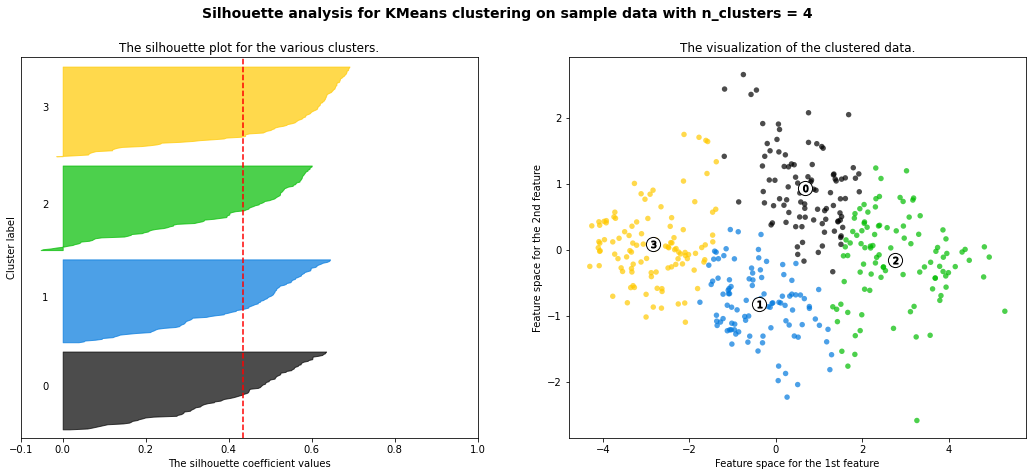 Silhouette analysis for KMeans clustering on sample data with n_clusters = 4
The silhouette plot for the various clusters.
Cluster label
3
2
1
0
−0.1 0.0 0.2 0.4 0.6 0.8 1.0
The silhouette coefficient values
The visualization of the clustered data.
Feature space for the 2nd feature
2
1
0
−1
−2
0
3
2
1
−4 −2 0 2 4
Feature space for the 1st feature